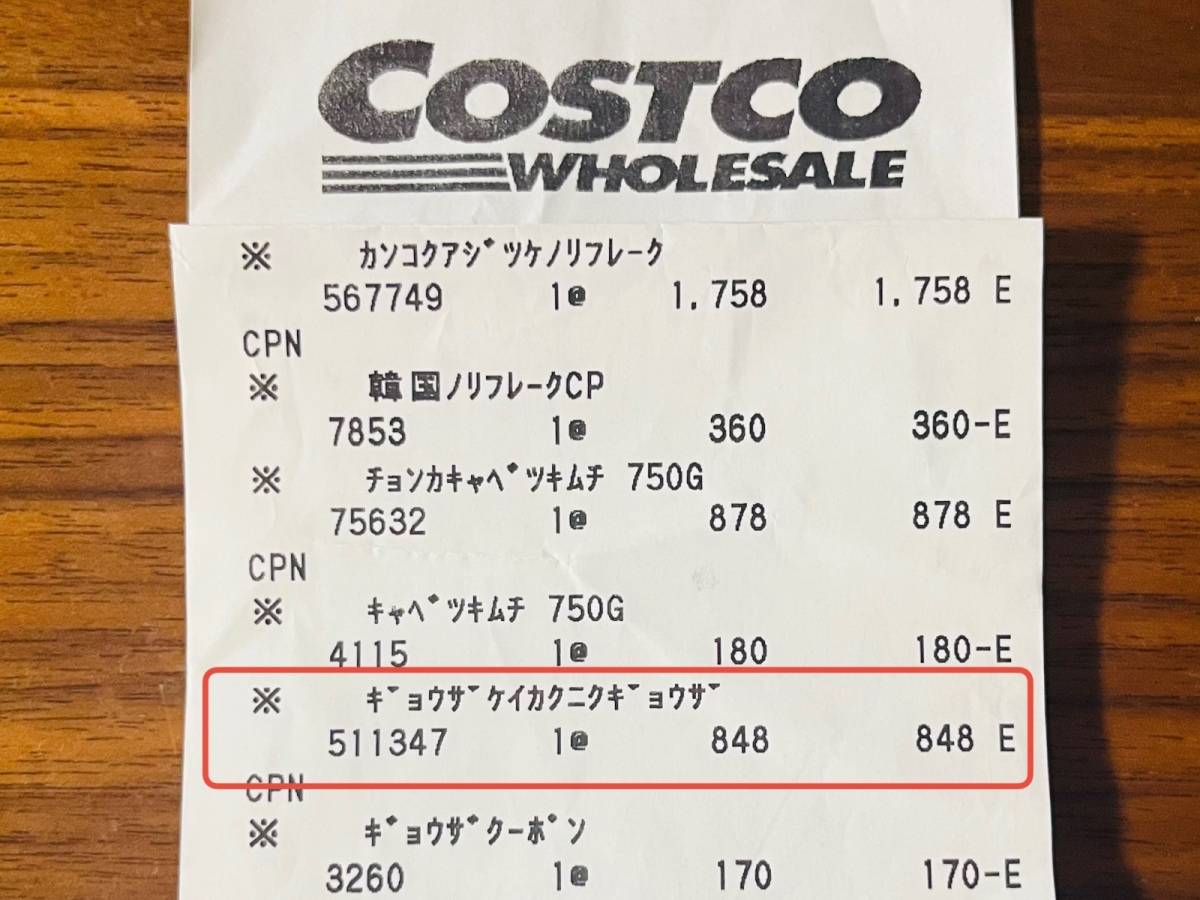 COSTCO
WHOLESALE
※ カンコクアジツケノリフレーク
567749 1@ 1,758 1,758 E
CPN
※ 韓国ノリフレークCP
7853 1@ 360 360-E
※ チョンカキャベツキムチ 750G
75632 1@ 878 878 E
CPN
※ キャベツキムチ 750G
4115 1@ 180 180-E
※ ギョウザケイカクニクギョウザ
511347 1@ 848 848 E
CPN
※ ギョウザクーポン
3260 1@ 170 170-E